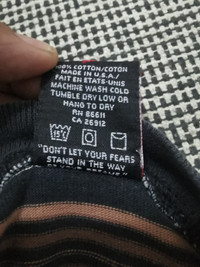 100% COTTON/COTON
MADE IN U.S.A./
FAIT EN ETATS-UNIS
MACHINE WASH COLD
TUMBLE DRY LOW OR
HANG TO DRY
RN 86611
CA 26912
"DON'T LET YOUR FEARS
STAND IN THE WAY